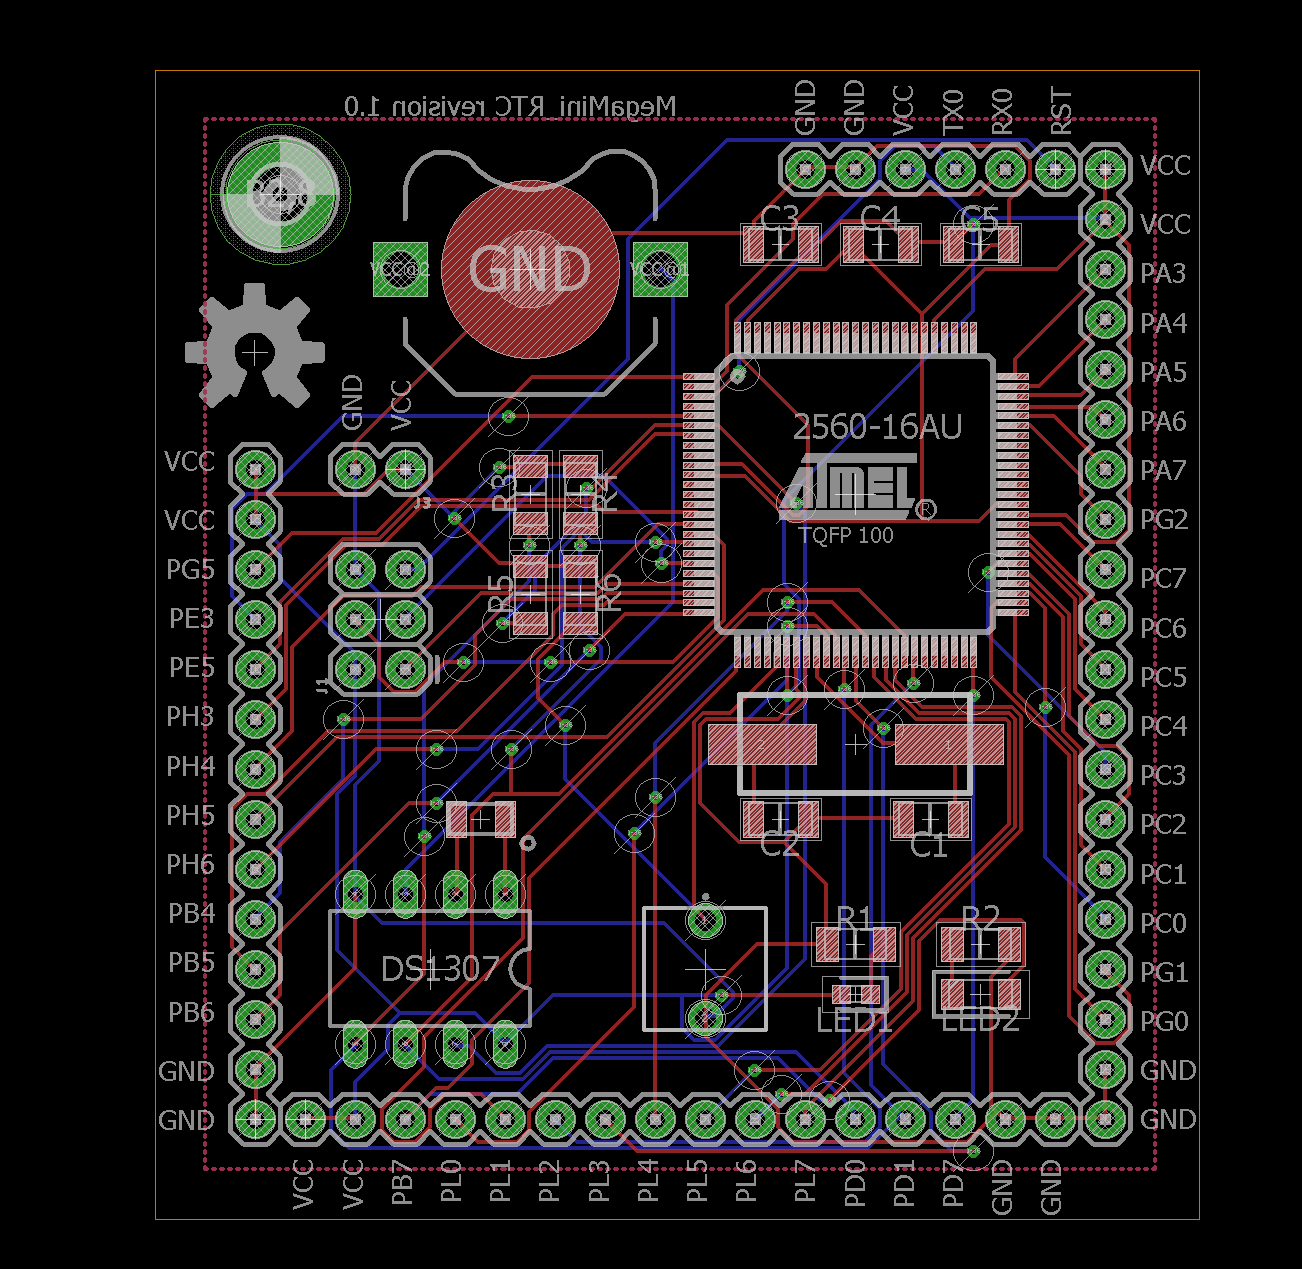 MegaMini_RTC revision 1.0
GND
GND
VCC
TX0
RX0
RST
VCC
VCC
PA3
PA4
PA5
PA6
PA7
PG2
PC7
PC6
PC5
PC4
PC3
PC2
PC1
PC0
PG1
PG0
GND
GND
C3
C4
C5
VCC@2
GND
VCC@1
GND
VCC
2560-16AU
ATMEL®
TQFP 100
J3
R3
R4
R5
R6
J1
VCC
VCC
PG5
PE3
PE5
PH3
PH4
PH5
PH6
PB4
PB5
PB6
GND
GND
C2
C1
DS1307
R1
R2
LED1
LED2
VCC
VCC
PB7
PL0
PL1
PL2
PL3
PL4
PL5
PL6
PL7
PD0
PD1
PD7
GND
GND